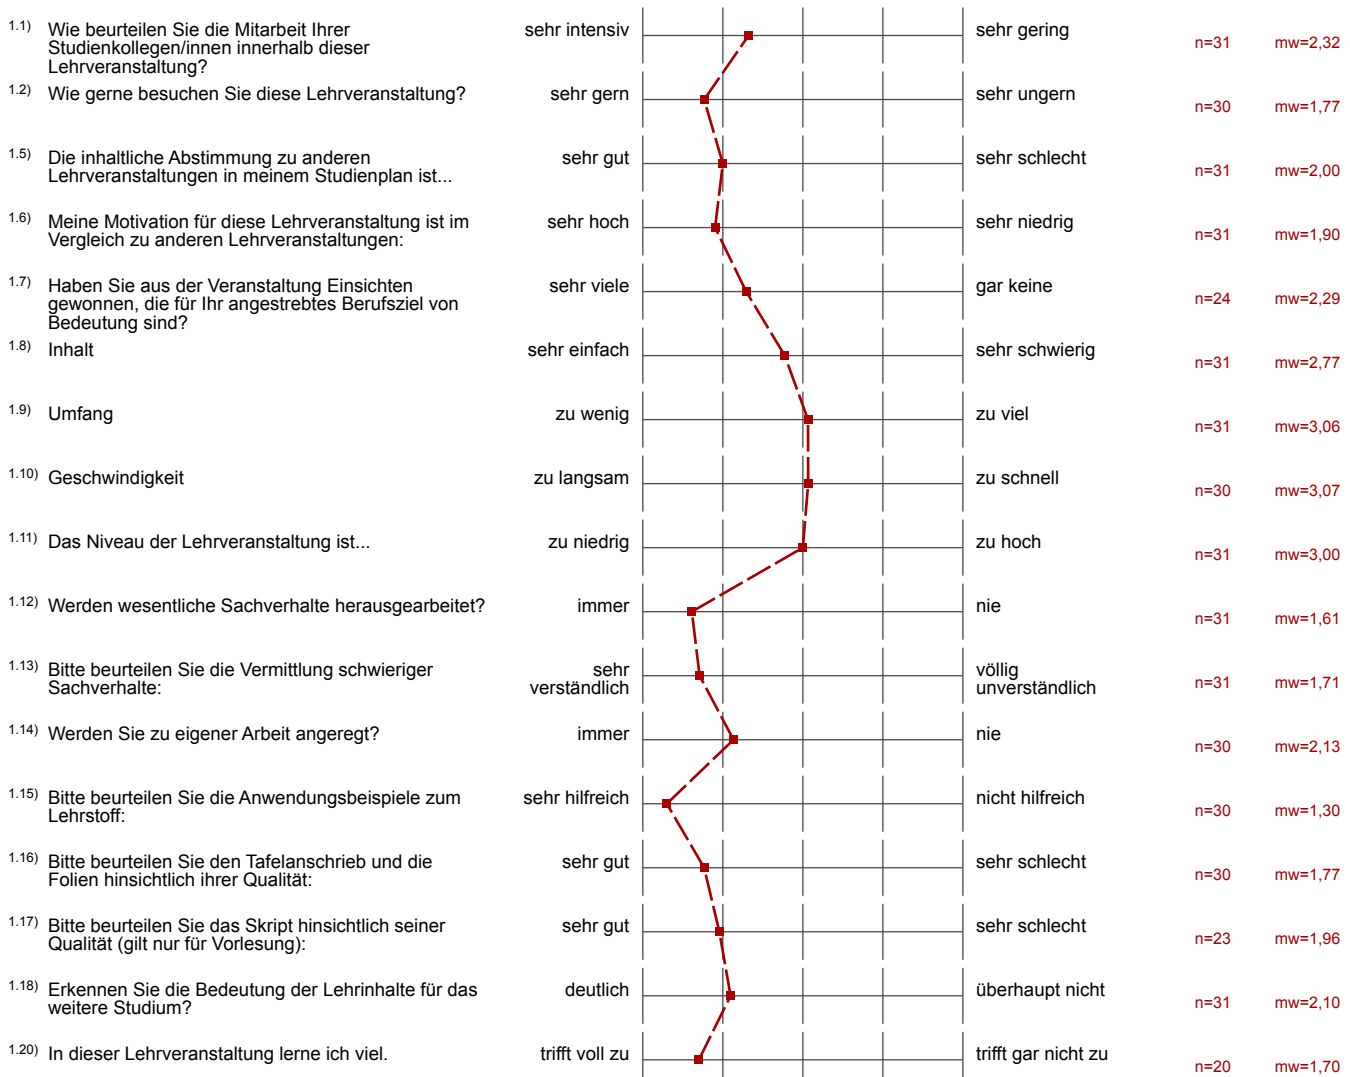 1.1) Wie beurteilen Sie die Mitarbeit Ihrer sehr intensiv sehr gering n=31 mw=2,32
Studienkollegen/innen innerhalb dieser
Lehrveranstaltung?
1.2) Wie gerne besuchen Sie diese Lehrveranstaltung? sehr gern sehr ungern n=30 mw=1,77
1.5) Die inhaltliche Abstimmung zu anderen sehr gut sehr schlecht n=31 mw=2,00
Lehrveranstaltungen in meinem Studienplan ist...
1.6) Meine Motivation für diese Lehrveranstaltung ist im sehr hoch sehr niedrig n=31 mw=1,90
Vergleich zu anderen Lehrveranstaltungen:
1.7) Haben Sie aus der Veranstaltung Einsichten sehr viele gar keine n=24 mw=2,29
gewonnen, die für Ihr angestrebtes Berufsziel von
Bedeutung sind?
1.8) Inhalt sehr einfach sehr schwierig n=31 mw=2,77
1.9) Umfang zu wenig zu viel n=31 mw=3,06
1.10) Geschwindigkeit zu langsam zu schnell n=30 mw=3,07
1.11) Das Niveau der Lehrveranstaltung ist... zu niedrig zu hoch n=31 mw=3,00
1.12) Werden wesentliche Sachverhalte herausgearbeitet? immer nie n=31 mw=1,61
1.13) Bitte beurteilen Sie die Vermittlung schwieriger sehr völlig n=31 mw=1,71
Sachverhalte: verständlich unverständlich
1.14) Werden Sie zu eigener Arbeit angeregt? immer nie n=30 mw=2,13
1.15) Bitte beurteilen Sie die Anwendungsbeispiele zum sehr hilfreich nicht hilfreich n=30 mw=1,30
Lehrstoff:
1.16) Bitte beurteilen Sie den Tafelanschrieb und die sehr gut sehr schlecht n=30 mw=1,77
Folien hinsichtlich ihrer Qualität:
1.17) Bitte beurteilen Sie das Skript hinsichtlich seiner sehr gut sehr schlecht n=23 mw=1,96
Qualität (gilt nur für Vorlesung):
1.18) Erkennen Sie die Bedeutung der Lehrinhalte für das deutlich überhaupt nicht n=31 mw=2,10
weitere Studium?
1.20) In dieser Lehrveranstaltung lerne ich viel. trifft voll zu trifft gar nicht zu n=20 mw=1,70